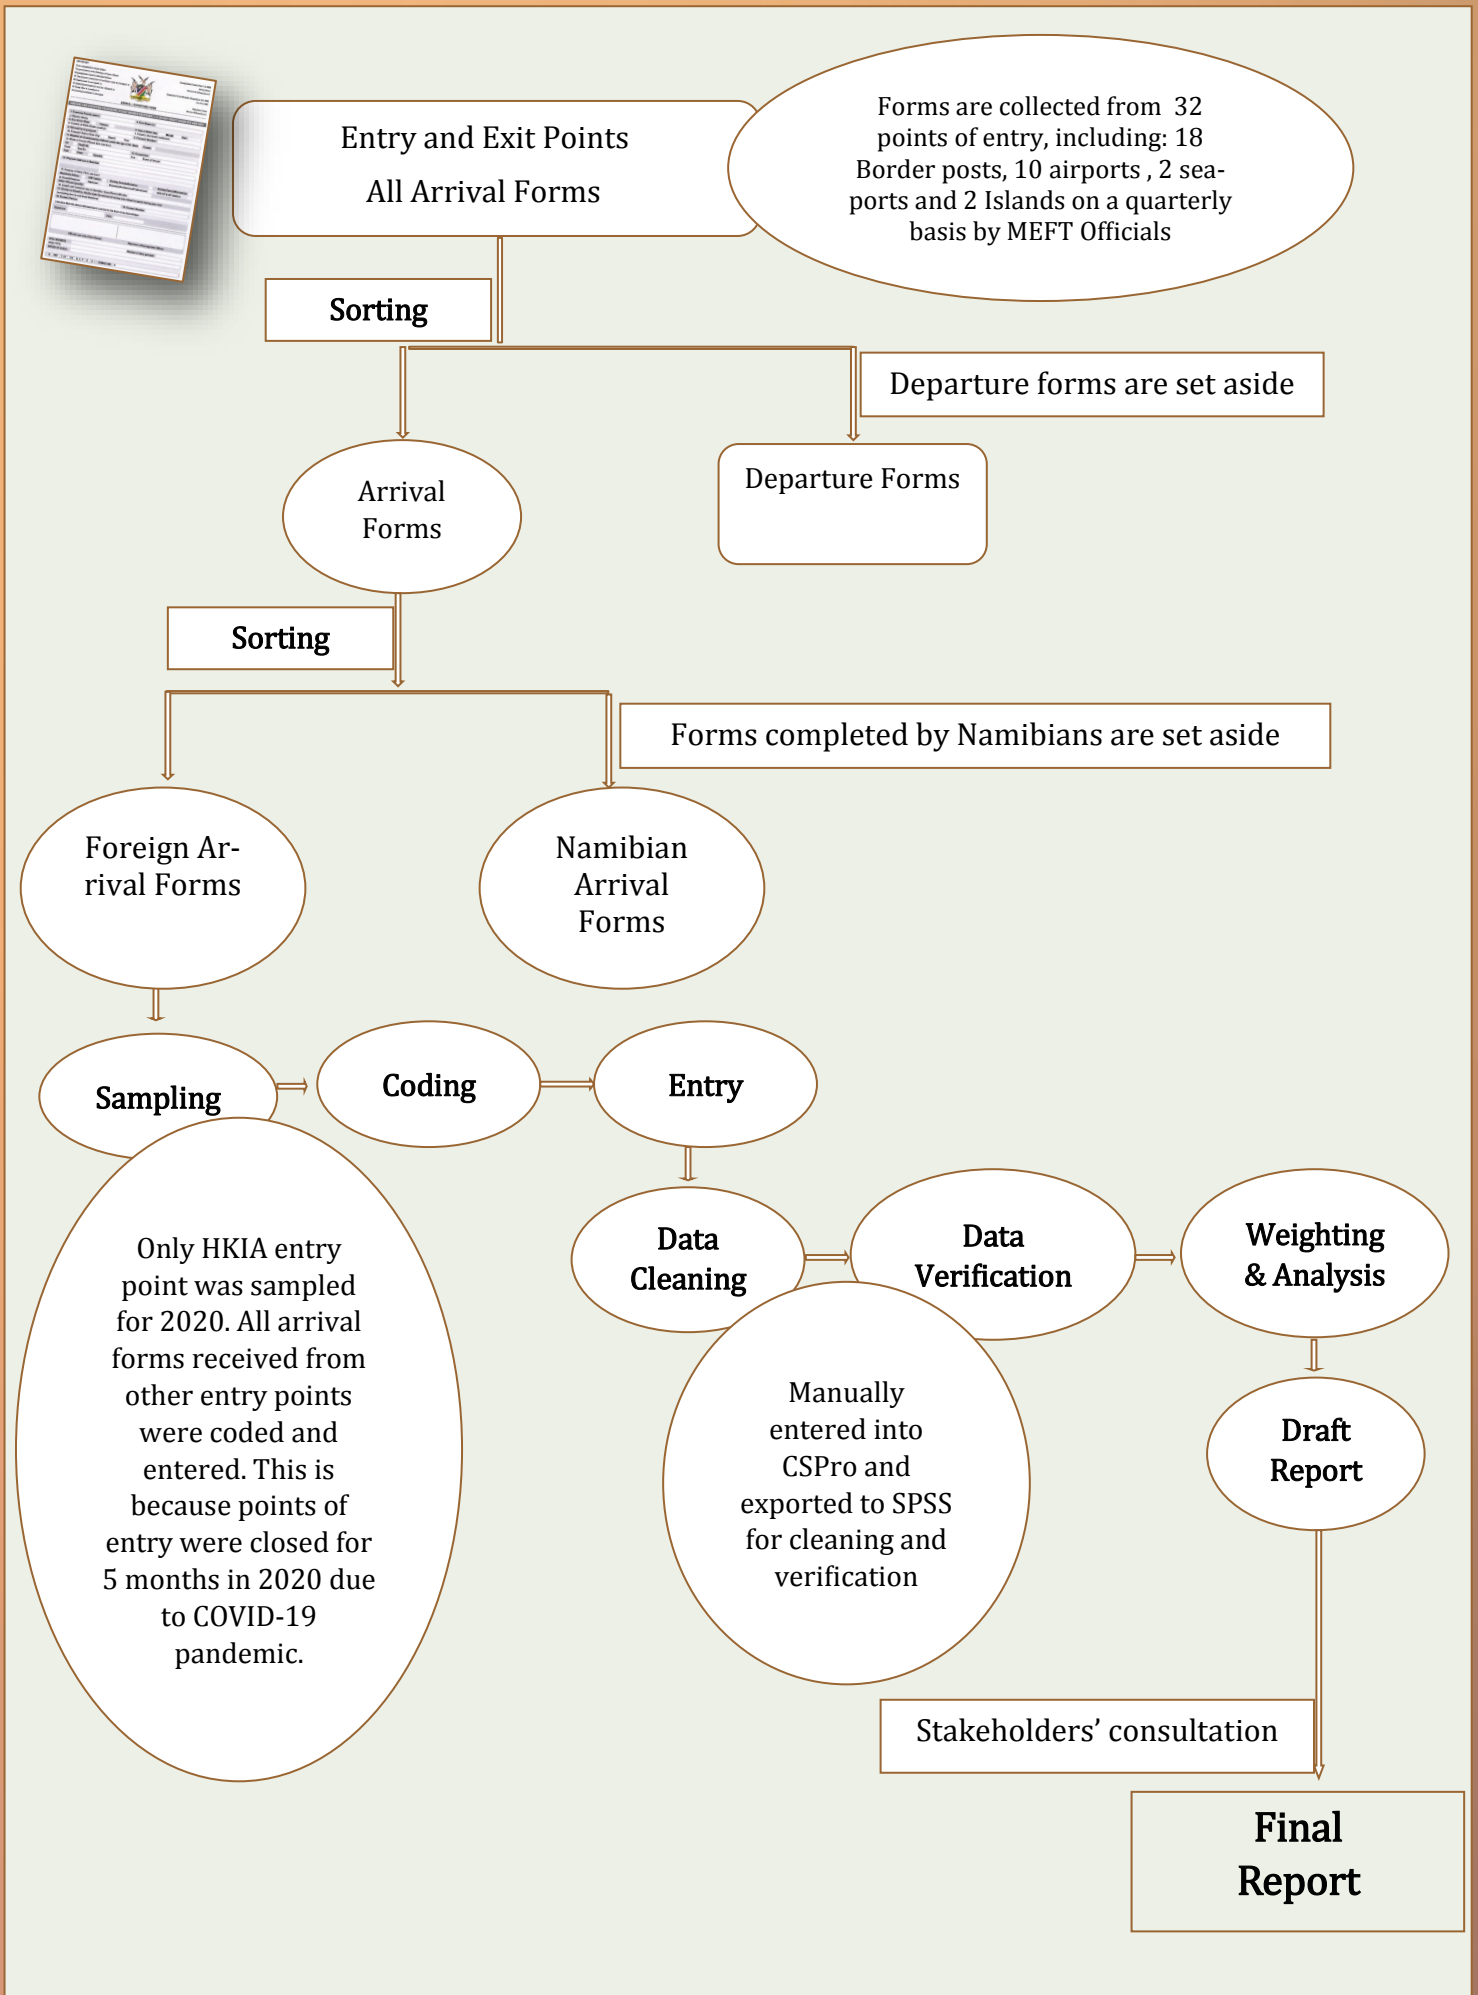 Entry and Exit Points
All Arrival Forms
Forms are collected from 32
points of entry, including: 18
Border posts, 10 airports , 2 sea-
ports and 2 Islands on a quarterly
basis by MEFT Officials
Sorting
Departure forms are set aside
Arrival
Forms
Departure Forms
Sorting
Forms completed by Namibians are set aside
Foreign Ar-
rival Forms
Namibian
Arrival
Forms
Sampling
Coding
Entry
Only HKIA entry
point was sampled
for 2020. All arrival
forms received from
other entry points
were coded and
entered. This is
because points of
entry were closed for
5 months in 2020 due
to COVID-19
pandemic.
Data
Cleaning
Data
Verification
Weighting
& Analysis
Manually
entered into
CSPro and
exported to SPSS
for cleaning and
verification
Draft
Report
Stakeholders’ consultation
Final
Report